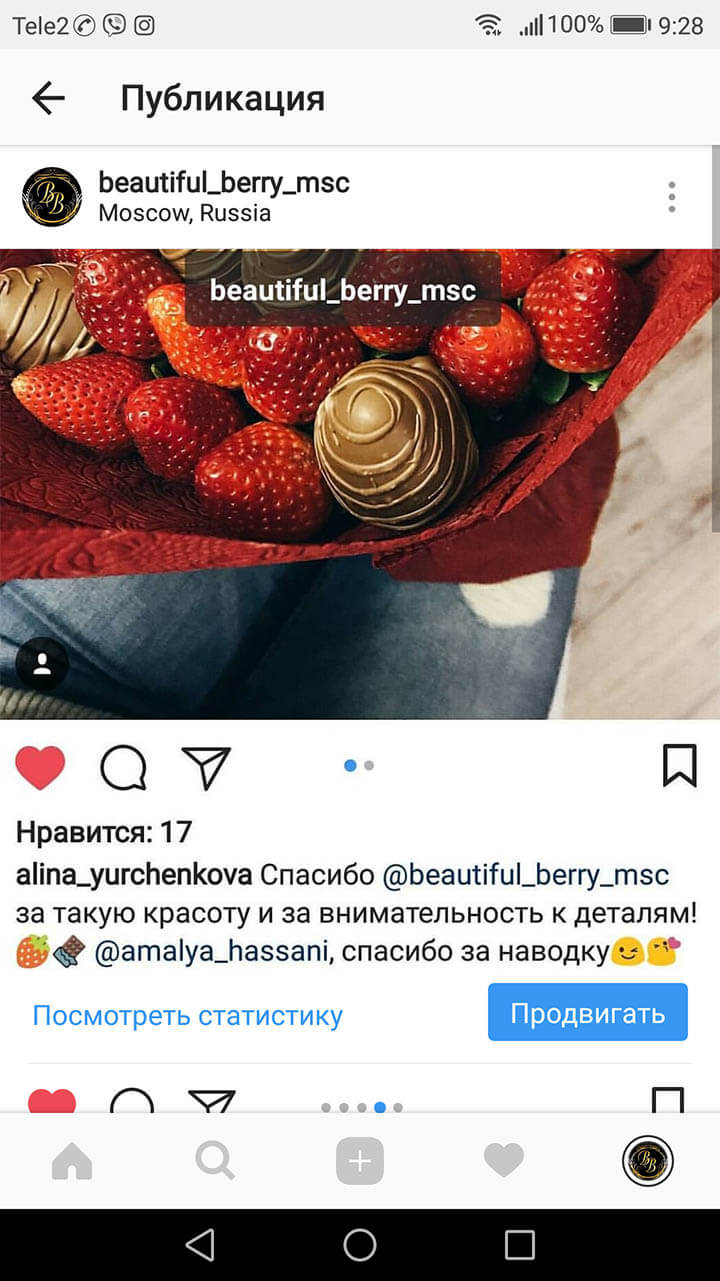 Tele2 100% 9:28
Публикация
beautiful_berry_msc
Moscow, Russia
beautiful_berry_msc
Нравится: 17
alina_yurchenkova Спасибо @beautiful_berry_msc
за такую красоту и за внимательность к деталям!
🍓🍫 @amalya_hassani, спасибо за наводку😉😘
Посмотреть статистику Продвигать
BB